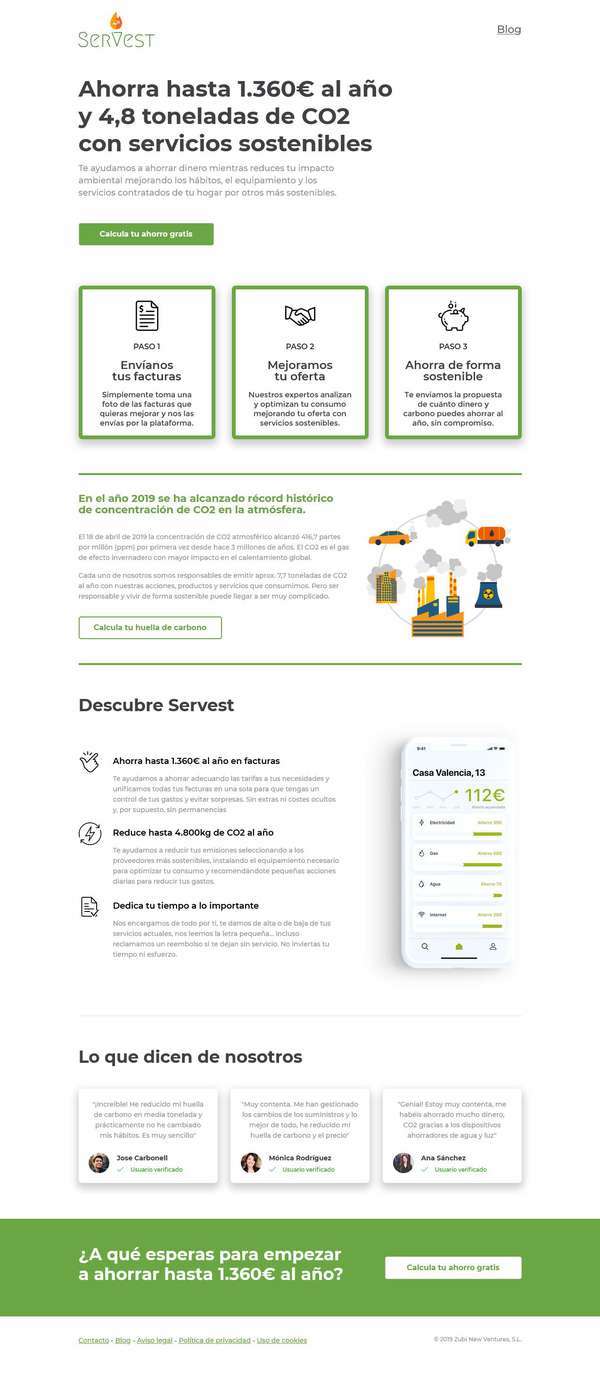 SERVEST
Blog
Ahorra hasta 1.360€ al año
y 4,8 toneladas de CO2
con servicios sostenibles
Te ayudamos a ahorrar dinero mientras reduces tu impacto
ambiental mejorando los hábitos, el equipamiento y los
servicios contratados de tu hogar por otros más sostenibles.
Calcula tu ahorro gratis
PASO 1
Envíanos
tus facturas
Simplemente toma una
foto de las facturas que
quieras mejorar y nos las
envías por la plataforma.
PASO 2
Mejoramos
tu oferta
Nuestros expertos analizan
y optimizan tu consumo
mejorando tu oferta con
servicios sostenibles.
PASO 3
Ahorra de forma
sostenible
Te enviamos la propuesta
de cuánto dinero y
carbono puedes ahorrar al
año, sin compromiso.
En el año 2019 se ha alcanzado récord histórico
de concentración de CO2 en la atmósfera.
El 18 de abril de 2019 la concentración de CO2 atmosférico alcanzó 416,7 partes
por millón (ppm) por primera vez desde hace 3 millones de años. El CO2 es el gas
de efecto invernadero con mayor impacto en el calentamiento global.
Cada uno de nosotros somos responsables de emitir aprox. 7,7 toneladas de CO2
al año con nuestras acciones, productos y servicios que consumimos. Pero ser
responsable y vivir de forma sostenible puede llegar a ser muy complicado.
Calcula tu huella de carbono
Descubre Servest
Ahorra hasta 1.360€ al año en facturas
Te ayudamos a ahorrar adecuando las tarifas a tus necesidades y
unificamos todas tus facturas en una sola para que tengas un
control de tus gastos y evitar sorpresas. Sin extras ni costes ocultos
y, por supuesto, sin permanencias
Reduce hasta 4.800kg de CO2 al año
Te ayudamos a reducir tus emisiones seleccionando a los
proveedores más sostenibles, instalando el equipamiento necesario
para optimizar tu consumo y recomendándote pequeñas acciones
diarias para reducir tus gastos.
Dedica tu tiempo a lo importante
Nos encargamos de todo por ti, te damos de alta o de baja de tus
servicios actuales, nos leemos la letra pequeña... incluso
reclamamos un reembolso si te dejan sin servicio. No inviertas tu
tiempo ni esfuerzo.
9:41
Casa Valencia, 13
112€
Electricidad
Gas
Agua
Internet
Lo que dicen de nosotros
"¡Increíble! He reducido mi huella
de carbono en media tonelada y
prácticamente no he cambiado
mis hábitos. Es muy sencillo"
Jose Carbonell
Usuario verificado
"Muy contenta. Me han gestionado
los cambios de los suministros y lo
mejor de todo, he reducido mi
huella de carbono y el precio"
Mónica Rodríguez
Usuario verificado
"Genial! Estoy muy contenta, me
habéis ahorrado mucho dinero,
CO2 gracias a los dispositivos
ahorradores de agua y luz"
Ana Sánchez
Usuario verificado
¿A qué esperas para empezar
a ahorrar hasta 1.360€ al año?
Calcula tu ahorro gratis
Contacto - Blog - Aviso legal - Política de privacidad - Uso de cookies
© 2019 Zubi New Ventures, S.L.